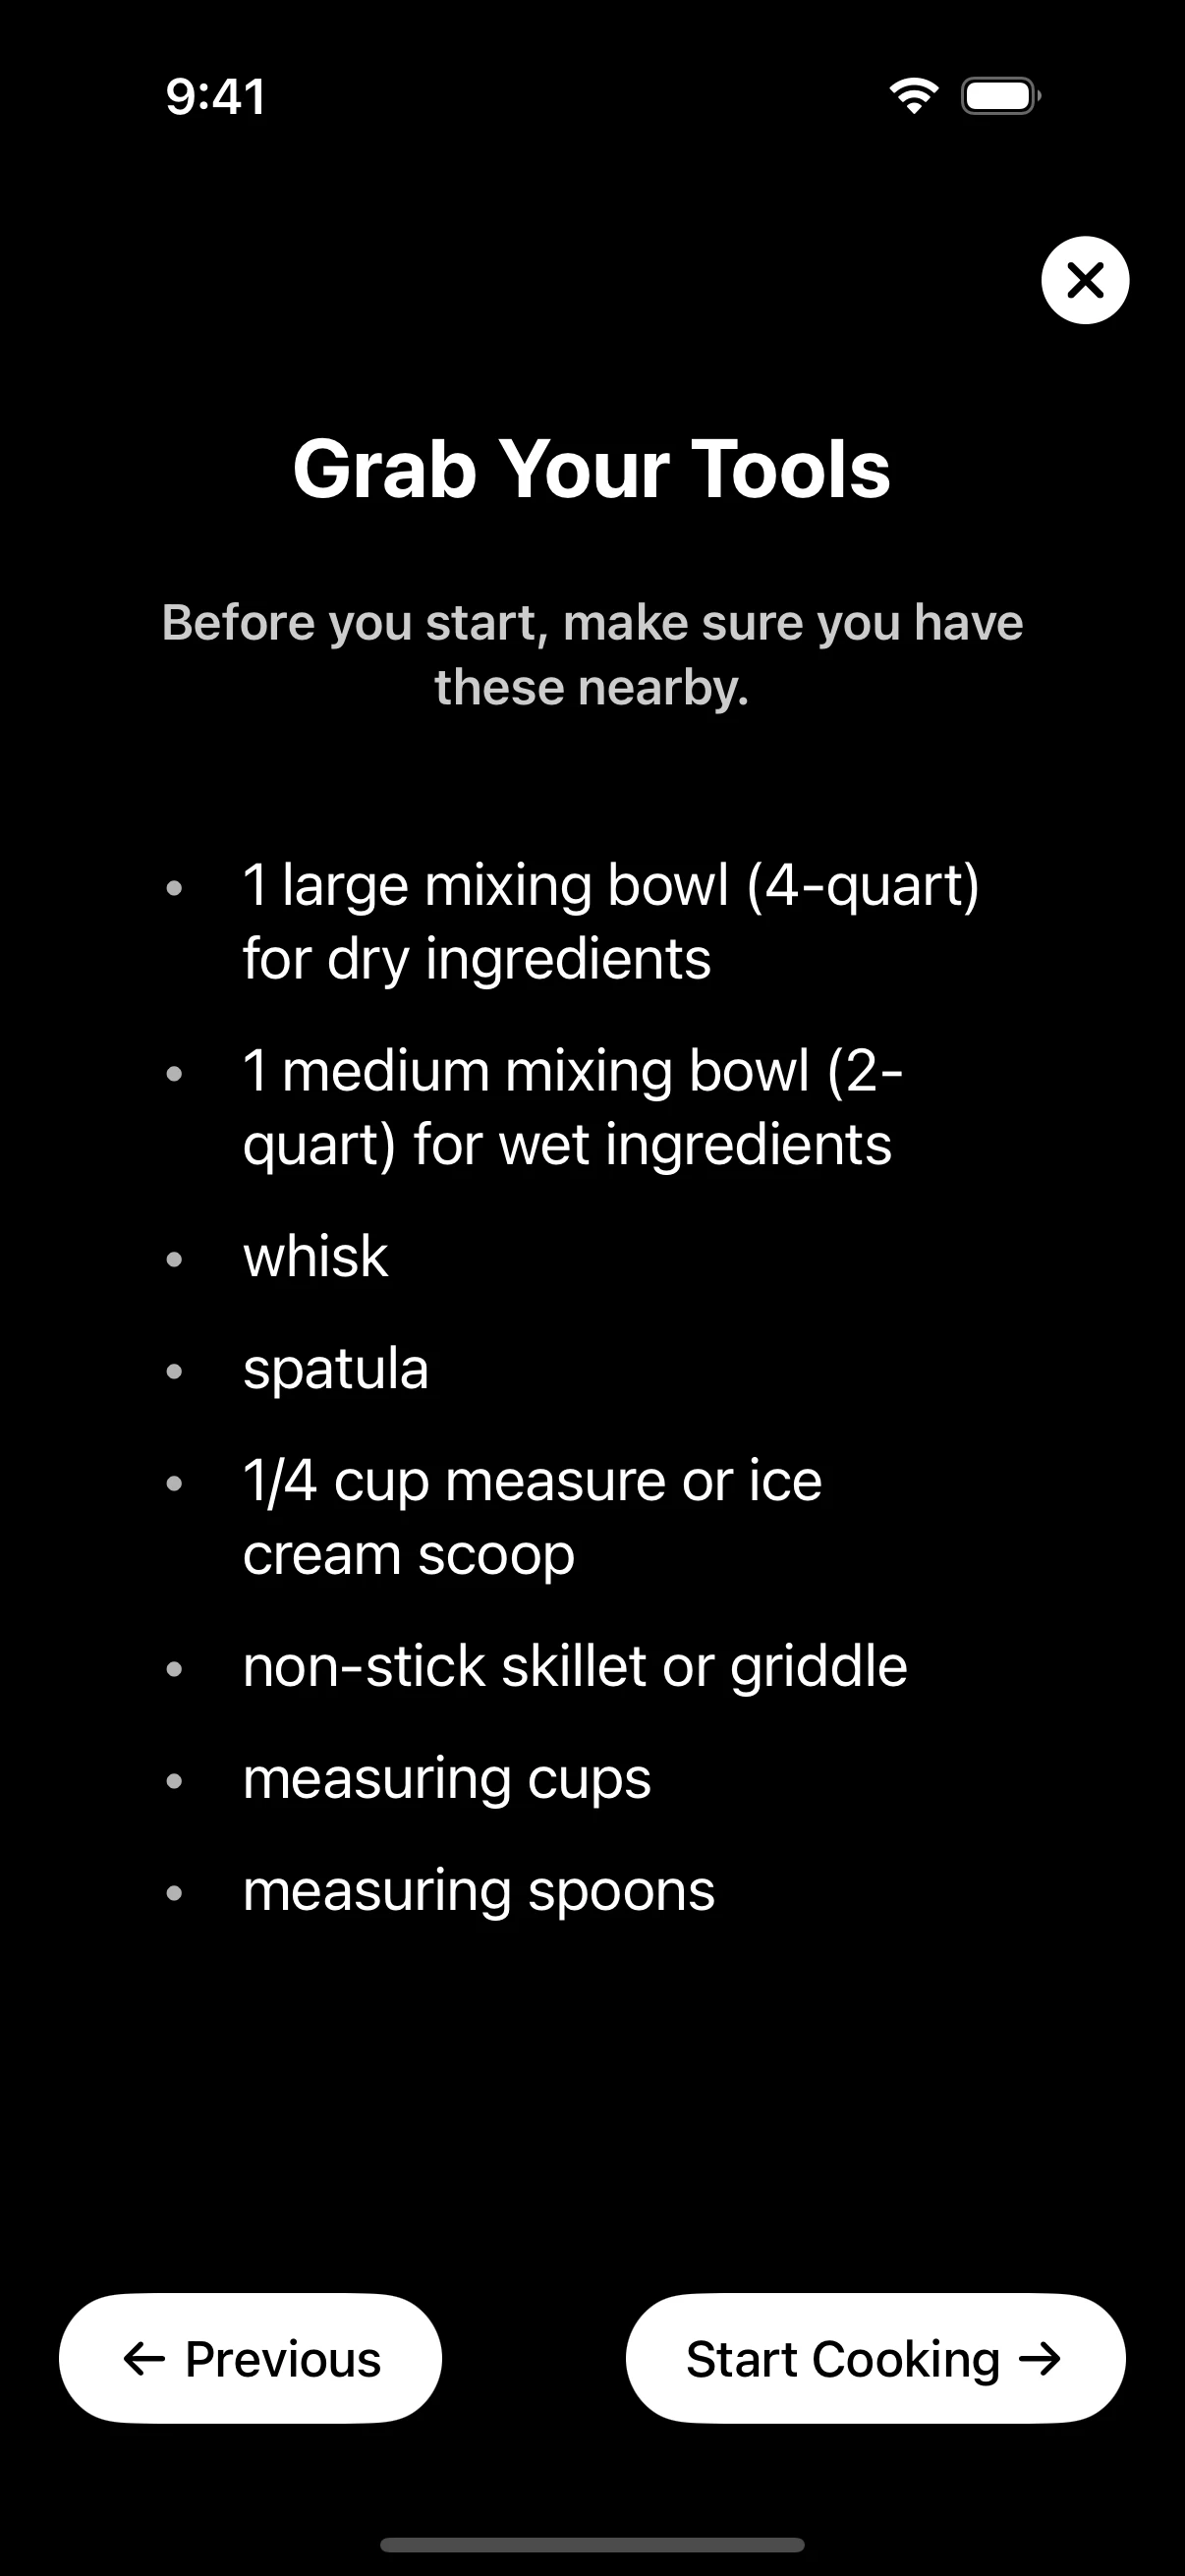 9:41
Grab Your Tools
Before you start, make sure you have
these nearby.
• 1 large mixing bowl (4-quart)
for dry ingredients
• 1 medium mixing bowl (2-
quart) for wet ingredients
• whisk
• spatula
• 1/4 cup measure or ice
cream scoop
• non-stick skillet or griddle
• measuring cups
• measuring spoons
← Previous
Start Cooking →